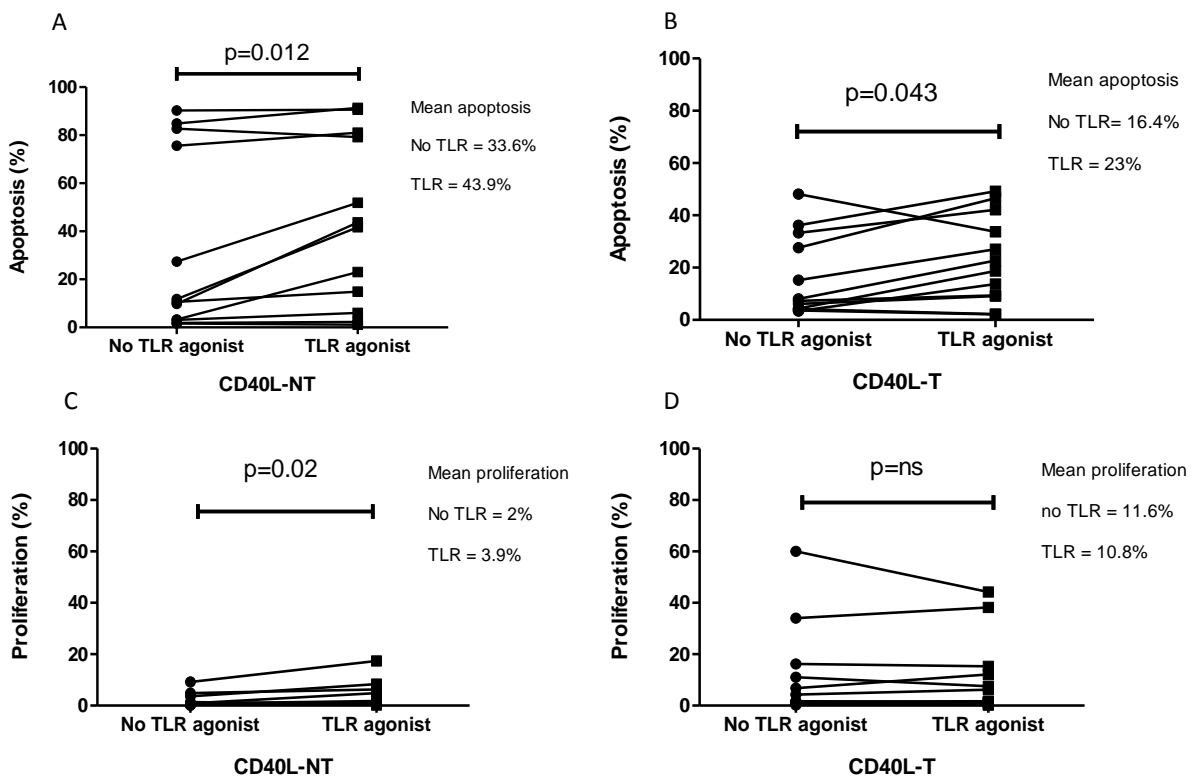 A
p=0.012
100
80
60
40
20
0
Apoptosis (%)
No TLR agonist
TLR agonist
CD40L-NT
Mean apoptosis
No TLR = 33.6%
TLR = 43.9%
B
p=0.043
100
80
60
40
20
0
Apoptosis (%)
No TLR agonist
TLR agonist
CD40L-T
Mean apoptosis
No TLR= 16.4%
TLR = 23%
C
p=0.02
100
80
60
40
20
0
Proliferation (%)
No TLR agonist
TLR agonist
CD40L-NT
Mean proliferation
No TLR = 2%
TLR = 3.9%
D
p=ns
100
80
60
40
20
0
Proliferation (%)
No TLR agonist
TLR agonist
CD40L-T
Mean proliferation
no TLR = 11.6%
TLR = 10.8%